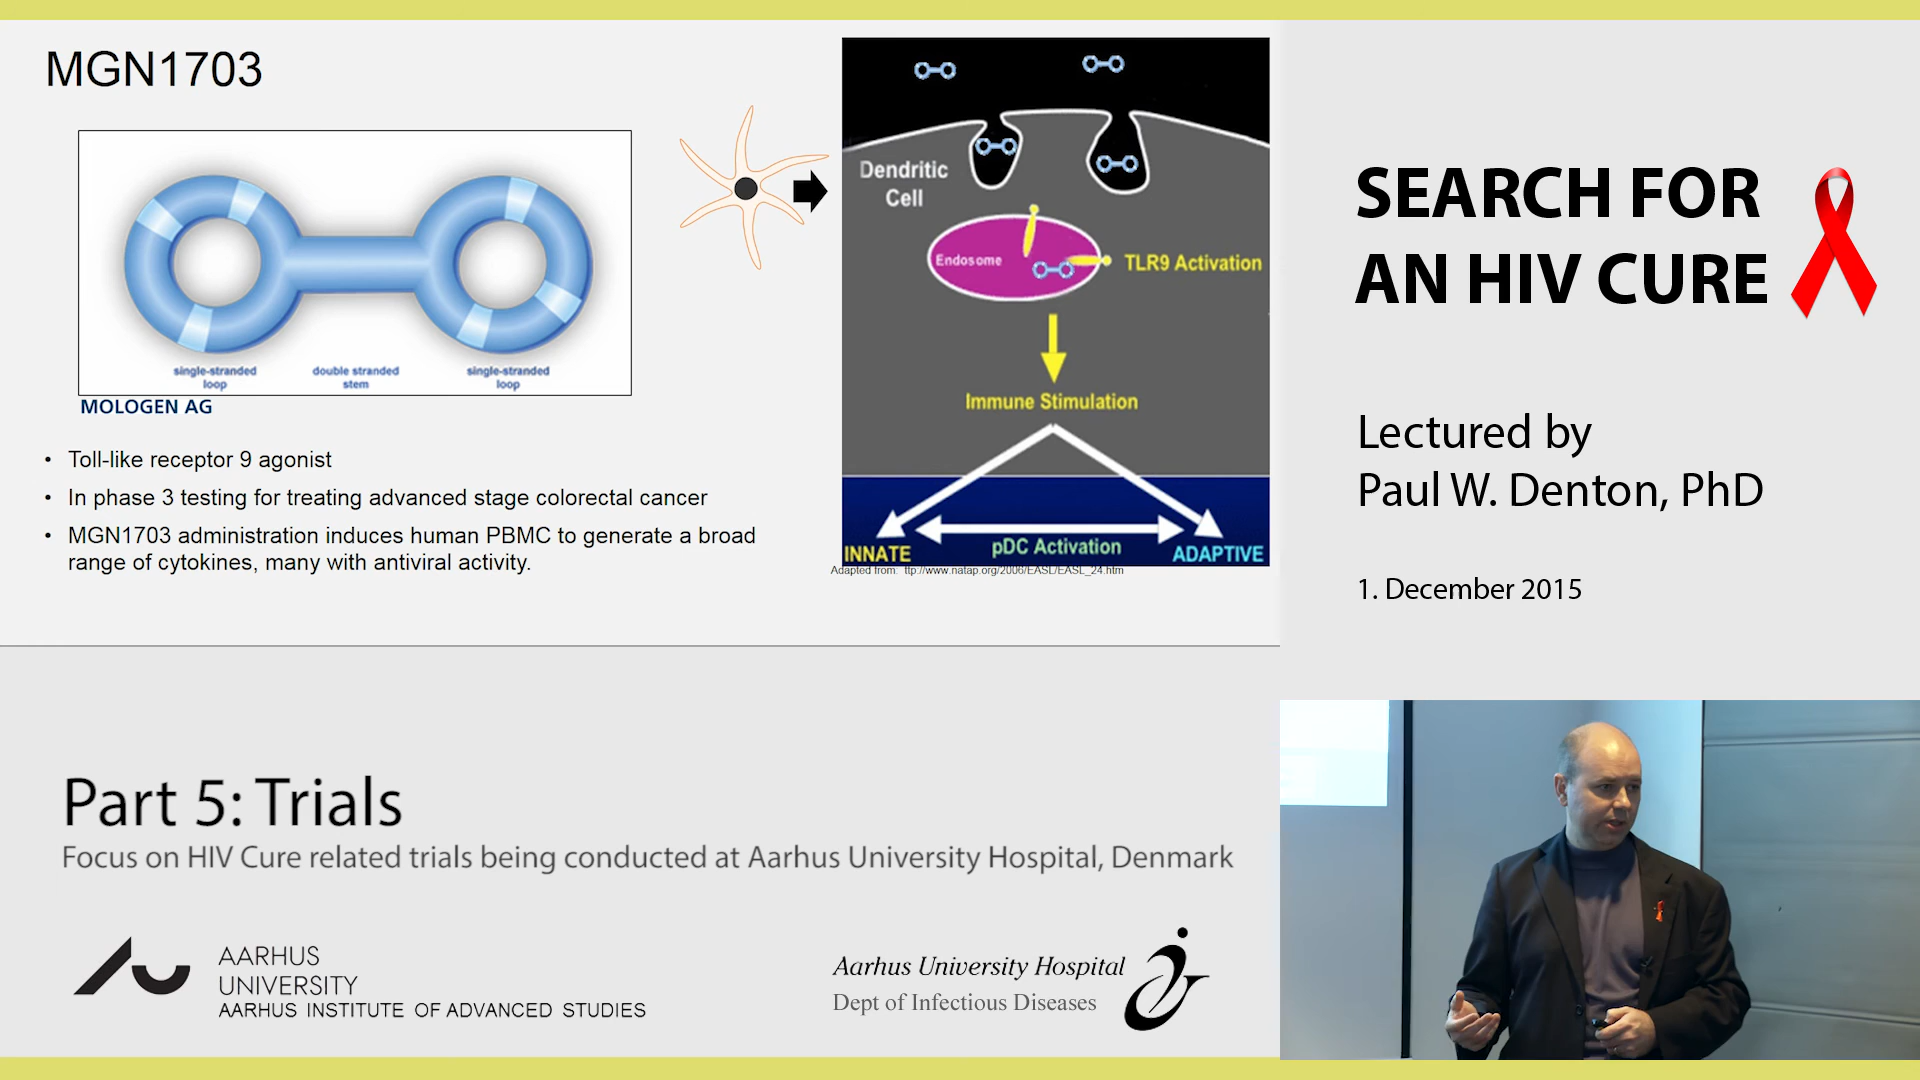 MGN1703
single-stranded
loop
double stranded
stem
single-stranded
loop
MOLOGEN AG
• Toll-like receptor 9 agonist
• In phase 3 testing for treating advanced stage colorectal cancer
• MGN1703 administration induces human PBMC to generate a broad
range of cytokines, many with antiviral activity.
Dendritic
Cell
Endosome
TLR9 Activation
Immune Stimulation
INNATE
pDC Activation
ADAPTIVE
Adapted from: ttp://www.natap.org/2006/EASL/EASL_24.htm
SEARCH FOR
AN HIV CURE
Lectured by
Paul W. Denton, PhD
1. December 2015
Part 5: Trials
Focus on HIV Cure related trials being conducted at Aarhus University Hospital, Denmark
AARHUS
UNIVERSITY
AARHUS INSTITUTE OF ADVANCED STUDIES
Aarhus University Hospital
Dept of Infectious Diseases